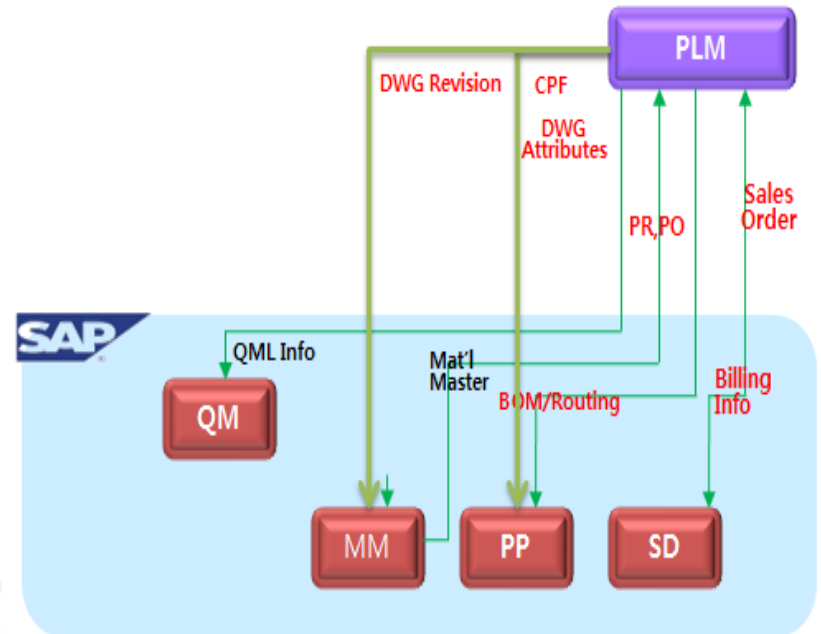 PLM
DWG Revision
CPF
DWG
Attributes
PR,PO
Sales
Order
SAP
QML Info
Mat'l
Master
BOM/Routing
Billing
Info
QM
MM
PP
SD